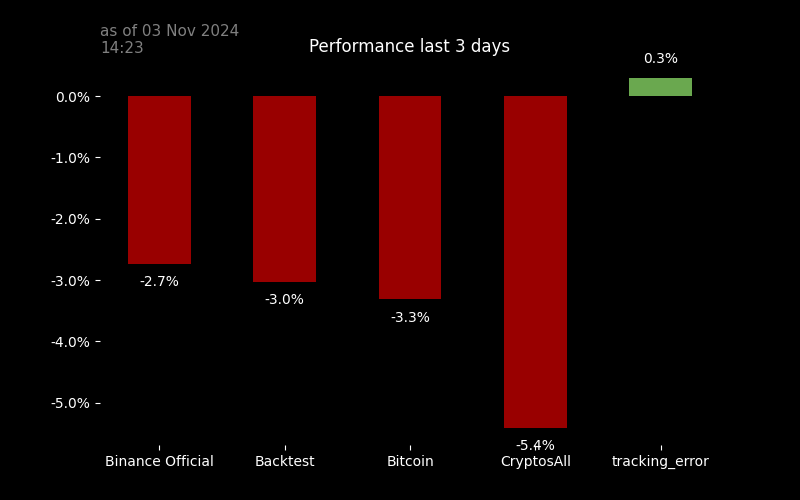 as of 03 Nov 2024
14:23
Performance last 3 days
0.3%
0.0%
-1.0%
-2.0%
-3.0%
-4.0%
-5.0%
-2.7%
-3.0%
-3.3%
-5.4%
Binance Official
Backtest
Bitcoin
CryptosAll
tracking_error